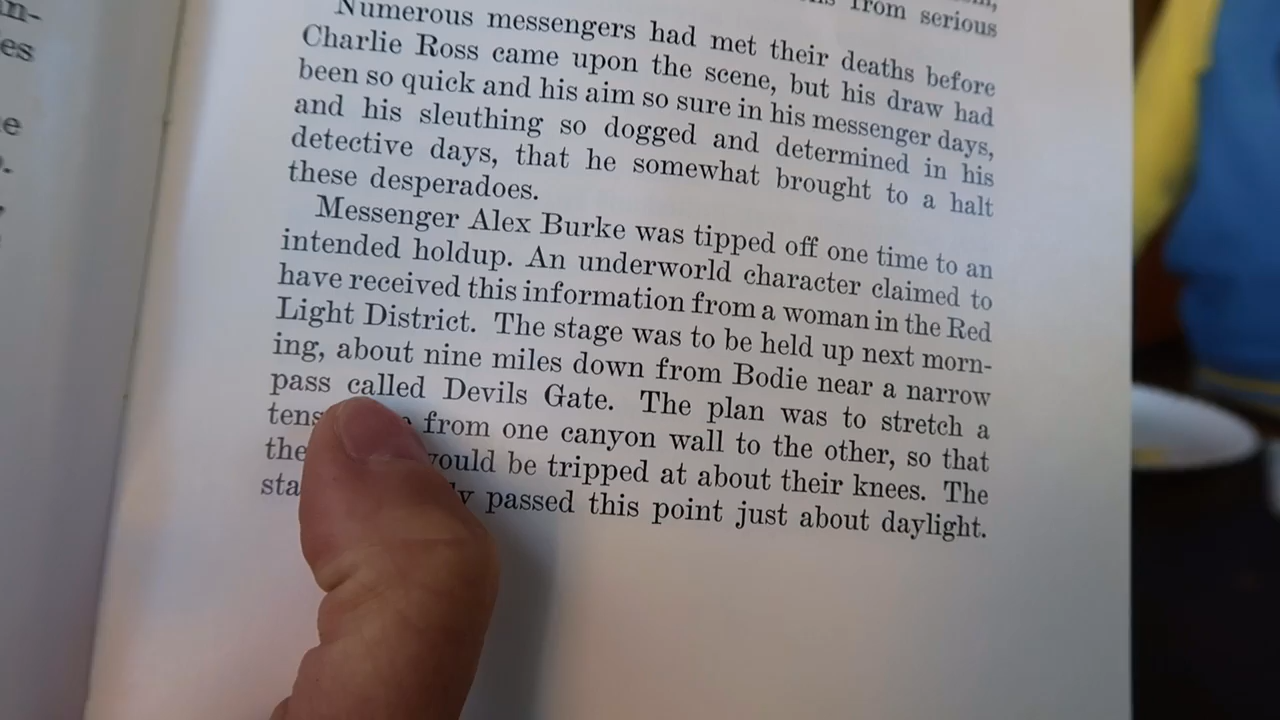 from serious
Numerous messengers had met their deaths before
Charlie Ross came upon the scene, but his draw had
been so quick and his aim so sure in his messenger days,
and his sleuthing so dogged and determined in his
detective days, that he somewhat brought to a halt
these desperadoes.
Messenger Alex Burke was tipped off one time to an
intended holdup. An underworld character claimed to
have received this information from a woman in the Red
Light District. The stage was to be held up next morn-
ing, about nine miles down from Bodie near a narrow
pass called Devils Gate. The plan was to stretch a
from one canyon wall to the other, so that
the would be tripped at about their knees. The
passed this point just about daylight.